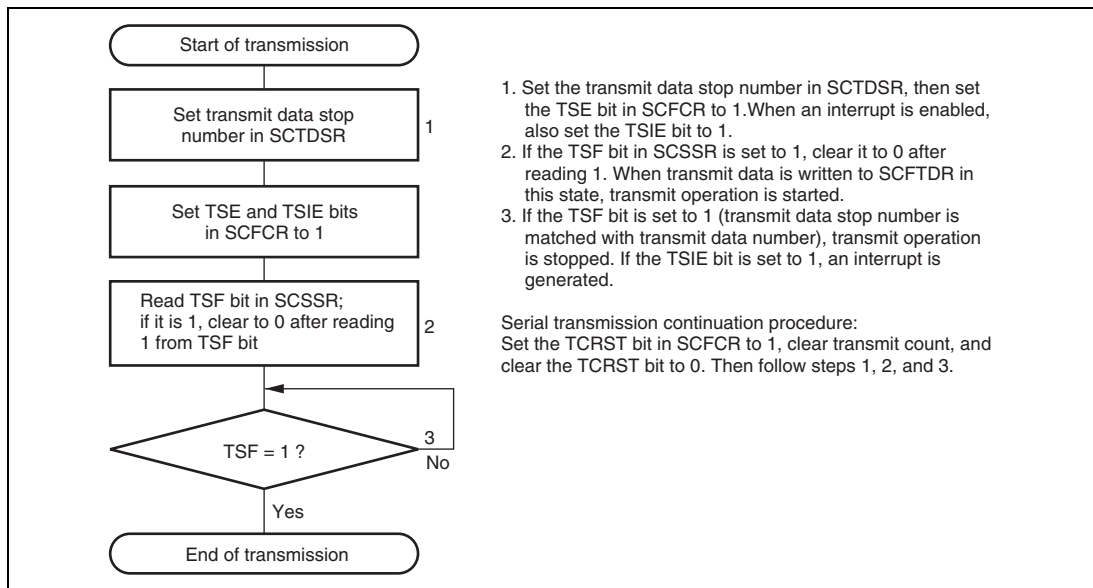 Start of transmission
Set transmit data stop
number in SCTDSR
1
Set TSE and TSIE bits
in SCFCR to 1
Read TSF bit in SCSSR;
if it is 1, clear to 0 after reading
1 from TSF bit
2
TSF = 1 ?
3
No
Yes
End of transmission
1. Set the transmit data stop number in SCTDSR, then set
the TSE bit in SCFCR to 1.When an interrupt is enabled,
also set the TSIE bit to 1.
2. If the TSF bit in SCSSR is set to 1, clear it to 0 after
reading 1. When transmit data is written to SCFTDR in
this state, transmit operation is started.
3. If the TSF bit is set to 1 (transmit data stop number is
matched with transmit data number), transmit operation
is stopped. If the TSIE bit is set to 1, an interrupt is
generated.
Serial transmission continuation procedure:
Set the TCRST bit in SCFCR to 1, clear transmit count, and
clear the TCRST bit to 0. Then follow steps 1, 2, and 3.